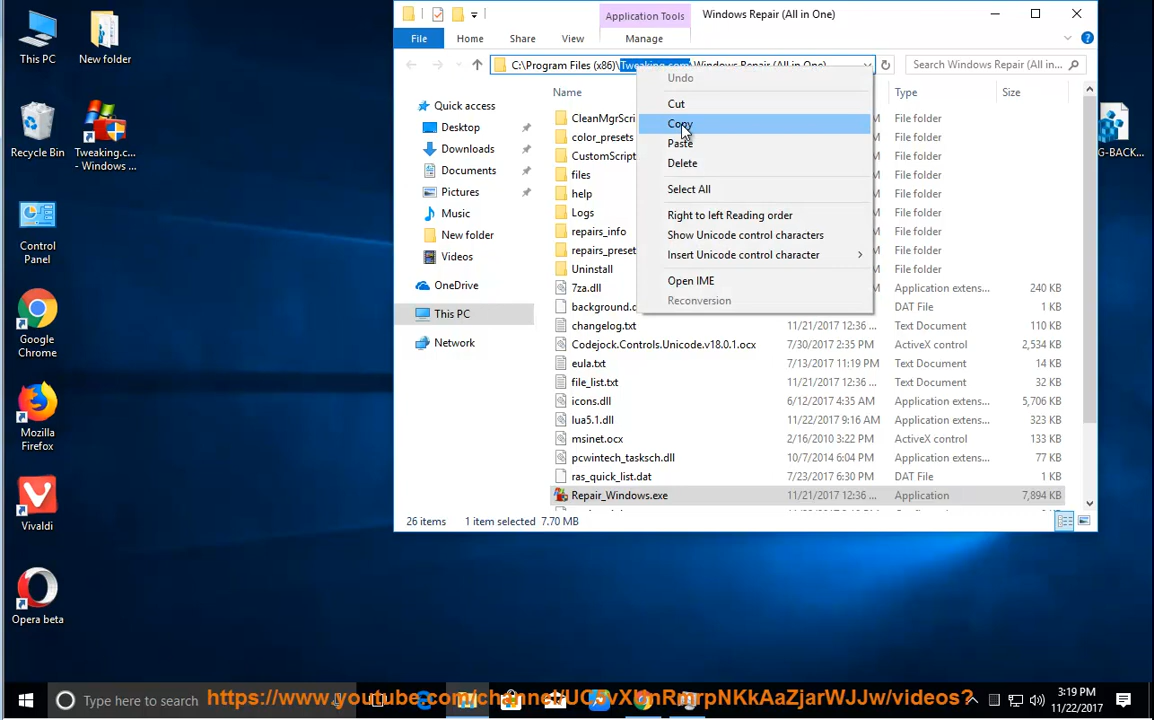 Application Tools
Windows Repair (All in One)
File
Home
Share
View
Manage
C:\Program Files (x86)\Tweaking.com\Windows Repair (All in One)
Search Windows Repair (All in...
Undo
Cut
Copy
Paste
Delete
Select All
Right to left Reading order
Show Unicode control characters
Insert Unicode control character
Open IME
Reconversion
This PC
New folder
Recycle Bin
Tweaking.c...
- Windows ...
Control
Panel
Google
Chrome
Mozilla
Firefox
Vivaldi
Opera beta
G-BACK...
Quick access
Desktop
Downloads
Documents
Pictures
Music
New folder
Videos
OneDrive
This PC
Network
Name
Type
Size
CleanMgrScri
File folder
color_presets
File folder
CustomScript
File folder
files
File folder
help
File folder
Logs
File folder
repairs_info
File folder
repairs_preset
File folder
Uninstall
File folder
7za.dll
Application extens...
240 KB
background.d
DAT File
1 KB
changelog.txt
11/21/2017 12:36 ...
Text Document
110 KB
Codejock.Controls.Unicode.v18.0.1.ocx
7/30/2017 2:35 PM
ActiveX control
2,534 KB
eula.txt
7/13/2017 11:19 PM
Text Document
14 KB
file_list.txt
11/21/2017 12:36 ...
Text Document
32 KB
icons.dll
6/12/2017 4:35 AM
Application extens...
5,706 KB
lua5.1.dll
11/22/2017 9:16 AM
Application extens...
323 KB
msinet.ocx
2/16/2010 3:22 PM
ActiveX control
133 KB
pcwintech_tasksch.dll
10/7/2014 6:04 PM
Application extens...
77 KB
ras_quick_list.dat
7/23/2017 6:30 PM
DAT File
1 KB
Repair_Windows.exe
11/21/2017 12:36 ...
Application
7,894 KB
26 items
1 item selected 7.70 MB
Type here to search
3:19 PM
11/22/2017